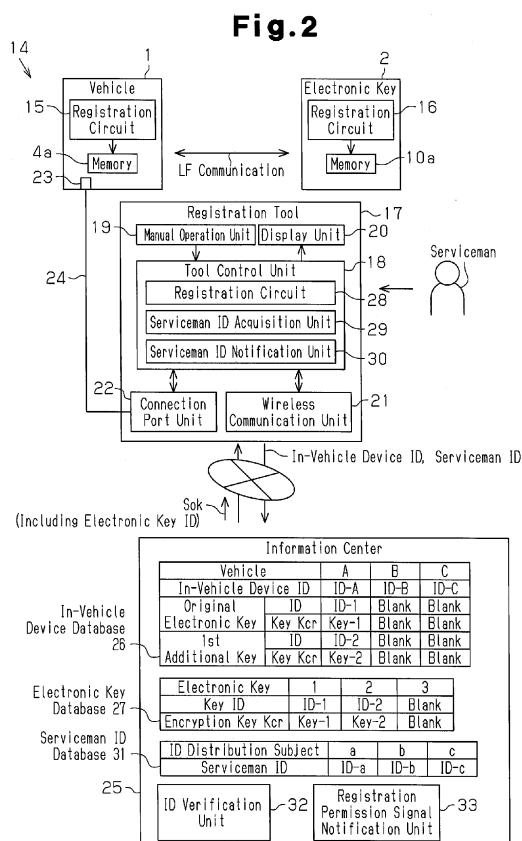 Fig.2
14
1
2
Vehicle
Electronic Key
15
Registration
Circuit
16
Registration
Circuit
4a
Memory
10a
Memory
23
LF Communication
Registration Tool
17
19
Manual Operation Unit
Display Unit
20
24
Tool Control Unit
18
Serviceman
Registration Circuit
28
Serviceman ID Acquisition Unit
29
Serviceman ID Notification Unit
30
22
Connection
Port Unit
Wireless
Communication Unit
21
In-Vehicle Device ID, Serviceman ID
Sok
(Including Electronic Key ID)
Information Center
Vehicle A B C
In-Vehicle Device ID ID-A ID-B ID-C
Original
Electronic Key
ID ID-1 Blank Blank
Key Kcr Key-1 Blank Blank
1st
Additional Key
ID ID-2 Blank Blank
Key Kcr Key-2 Blank Blank
In-Vehicle
Device Database
26
Electronic Key 1 2 3
Key ID ID-1 ID-2 Blank
Encryption Key Kcr Key-1 Key-2 Blank
Electronic Key
Database 27
Serviceman ID
Database 31
ID Distribution Subject a b c
Serviceman ID ID-a ID-b ID-c
25
ID Verification
Unit
32
Registration
Permission Signal
Notification Unit
33